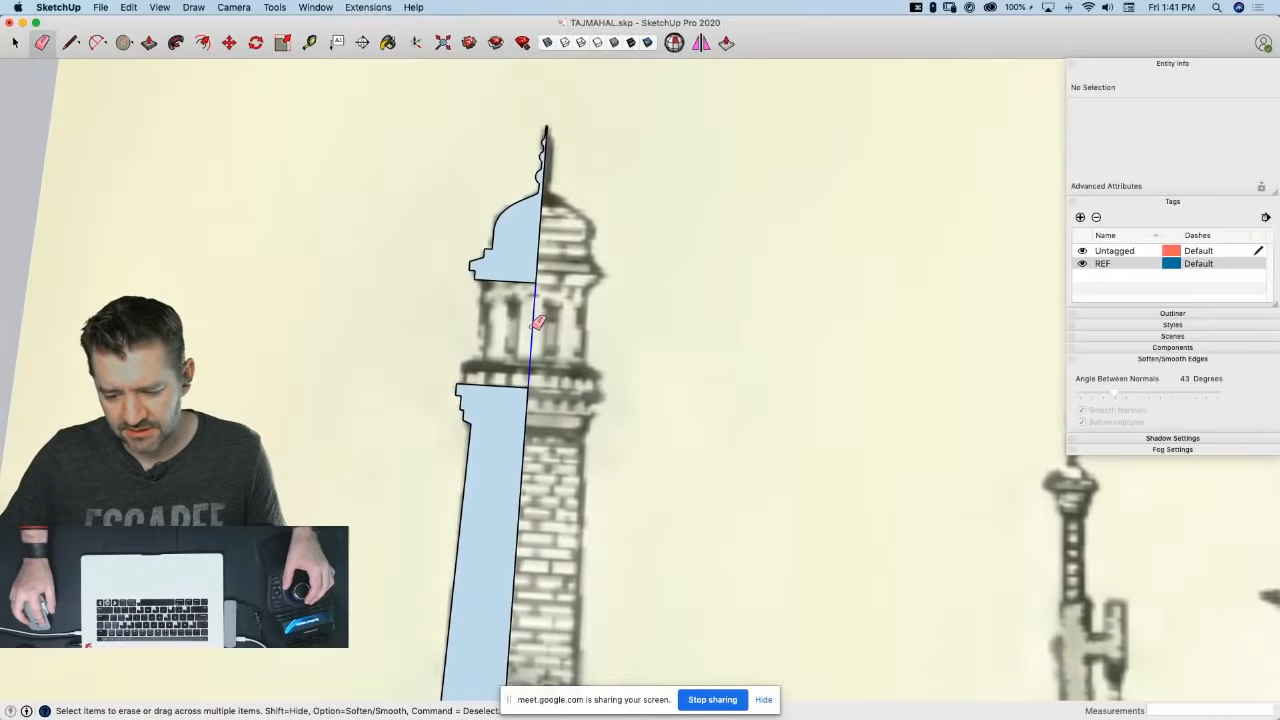 SketchUp File Edit View Draw Camera Tools Window Extensions Help 100% Fri 1:41 PM
TAJMAHAL.skp - SketchUp Pro 2020
Entity Info
No Selection
Advanced Attributes
Tags
Name Dashes
Untagged Default
REF Default
Outliner
Styles
Scenes
Components
Soften/Smooth Edges
Angle Between Normals 43 Degrees
Smooth Normals
Soften coplanar
Shadow Settings
Fog Settings
ESCAPEE
meet.google.com is sharing your screen. Stop sharing Hide
Select items to erase or drag across multiple items. Shift=Hide, Option=Soften/Smooth, Command = Deselect. Measurements